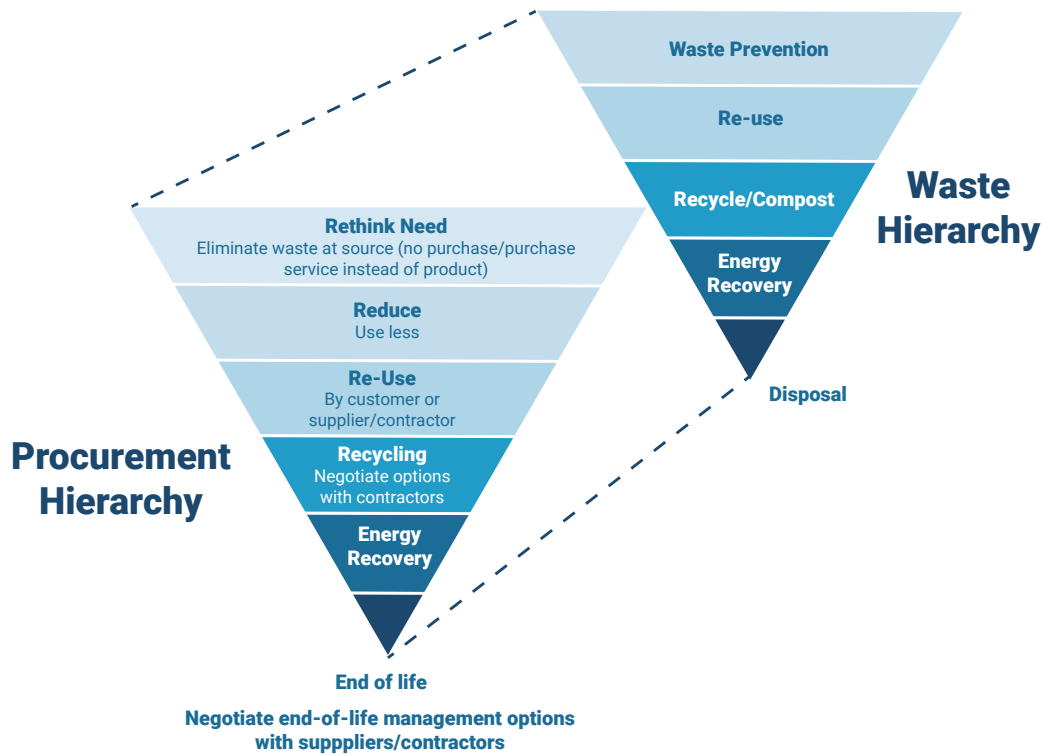 Waste Prevention
Re-use
Recycle/Compost
Energy
Recovery
Disposal
Waste
Hierarchy
Rethink Need
Eliminate waste at source (no purchase/purchase
service instead of product)
Reduce
Use less
Re-Use
By customer or
supplier/contractor
Recycling
Negotiate options
with contractors
Energy
Recovery
Procurement
Hierarchy
End of life
Negotiate end-of-life management options
with supppliers/contractors